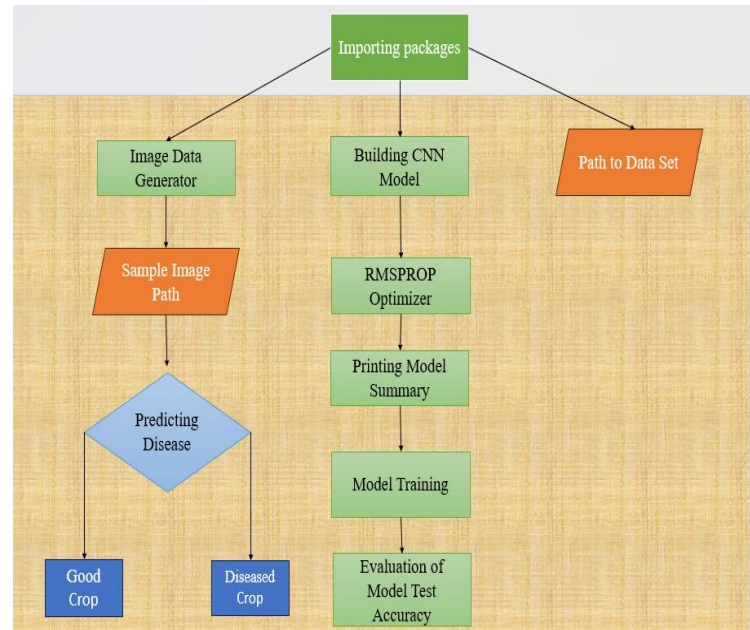 Importing packages
Image Data
Generator
Building CNN
Model
Path to Data Set
Sample Image
Path
RMSPROP
Optimizer
Printing Model
Summary
Predicting
Disease
Model Training
Good
Crop
Diseased
Crop
Evaluation of
Model Test
Accuracy